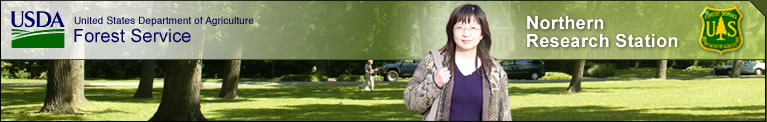 USDA
United States Department of Agriculture
Forest Service
Northern
Research Station
FOREST SERVICE
U S
DEPARTMENT OF AGRICULTURE